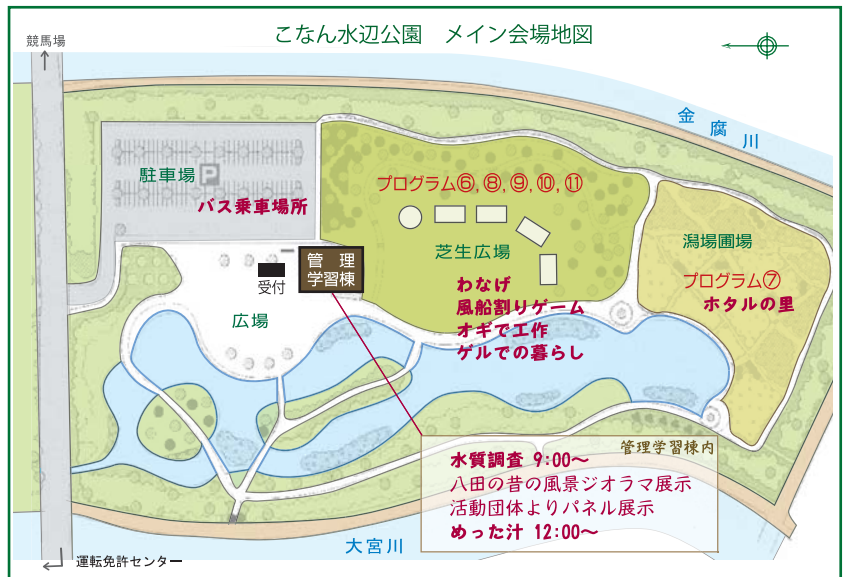 こなん水辺公園　メイン会場地図
競馬場
金腐川
駐車場
P
バス乗車場所
プログラム⑥,⑧,⑨,⑩,⑪
芝生広場
わなげ
風船割りゲーム
オギで工作
ゲルでの暮らし
潟場圃場
プログラム⑦
ホタルの里
管　理
学習棟
受付
広場
管理学習棟内
水質調査 9:00～
八田の昔の風景ジオラマ展示
活動団体よりパネル展示
めった汁 12:00～
大宮川
運転免許センター